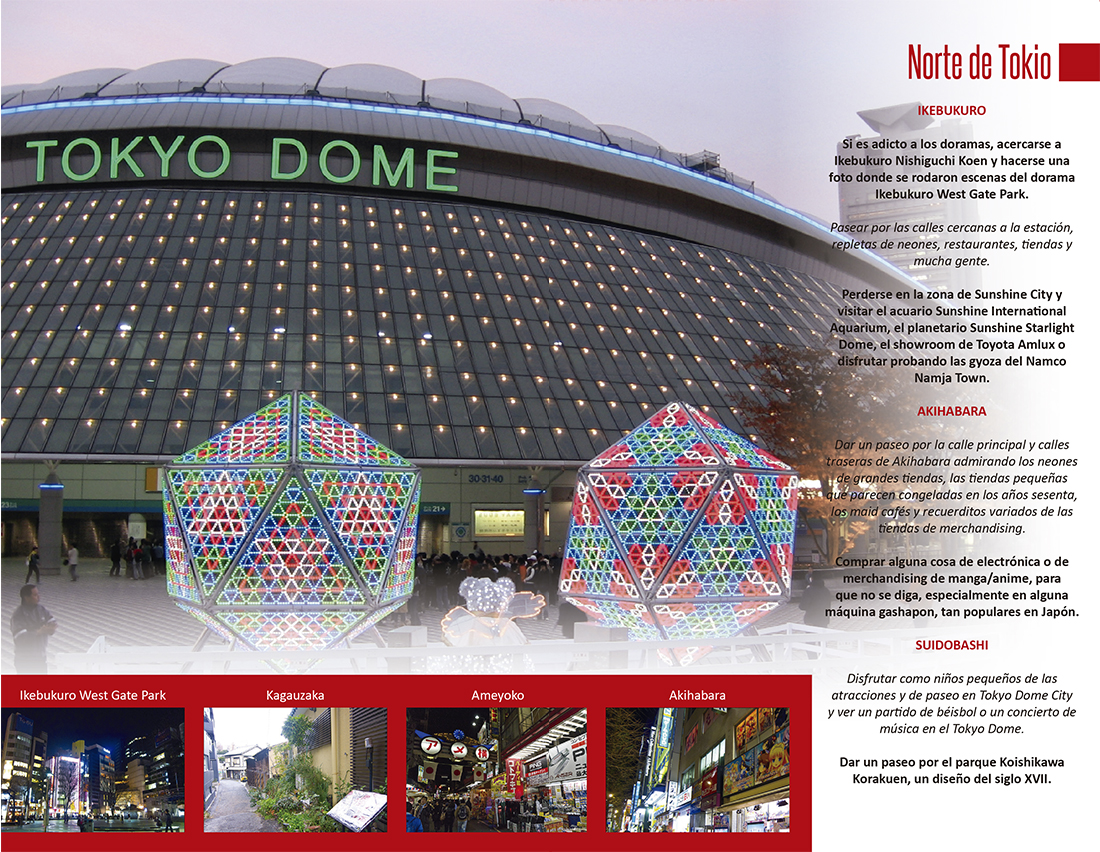 Norte de Tokio
TOKYO DOME
IKEBUKURO
Si es adicto a los doramas, acercarse a
Ikebukuro Nishiguchi Koen y hacerse una
foto donde se rodaron escenas del dorama
Ikebukuro West Gate Park.
Pasear por las calles cercanas a la estación,
repletas de neones, restaurantes, tiendas y
mucha gente.
Perderse en la zona de Sunshine City y
visitar el acuario Sunshine International
Aquarium, el planetario Sunshine Starlight
Dome, el showroom de Toyota Amlux o
disfrutar probando las gyoza del Namco
Namja Town.
AKIHABARA
Dar un paseo por la calle principal y calles
traseras de Akihabara admirando los neones
de grandes tiendas, las tiendas pequeñas
que parecen congeladas en los años sesenta,
los maid cafés y recuerditos variados de las
tiendas de merchandising.
Comprar alguna cosa de electrónica o de
merchandising de manga/anime, para
que no se diga, especialmente en alguna
máquina gashapon, tan populares en Japón.
SUIDOBASHI
Disfrutar como niños pequeños de las
atracciones y de paseo en Tokyo Dome City
y ver un partido de béisbol o un concierto de
música en el Tokyo Dome.
Dar un paseo por el parque Koishikawa
Korakuen, un diseño del siglo XVII.
30·31·40
21
Ikebukuro West Gate Park
Kagauzaka
Ameyoko
Akihabara
アメ横
PING